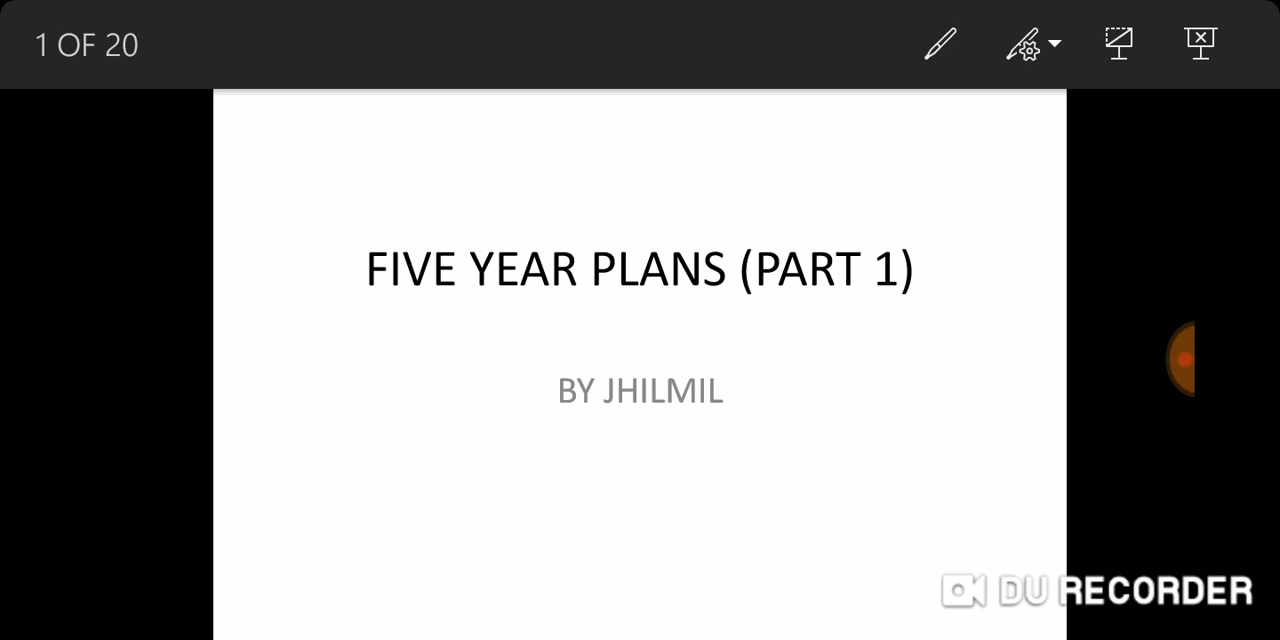 1 OF 20
FIVE YEAR PLANS (PART 1)
BY JHILMIL
DU RECORDER